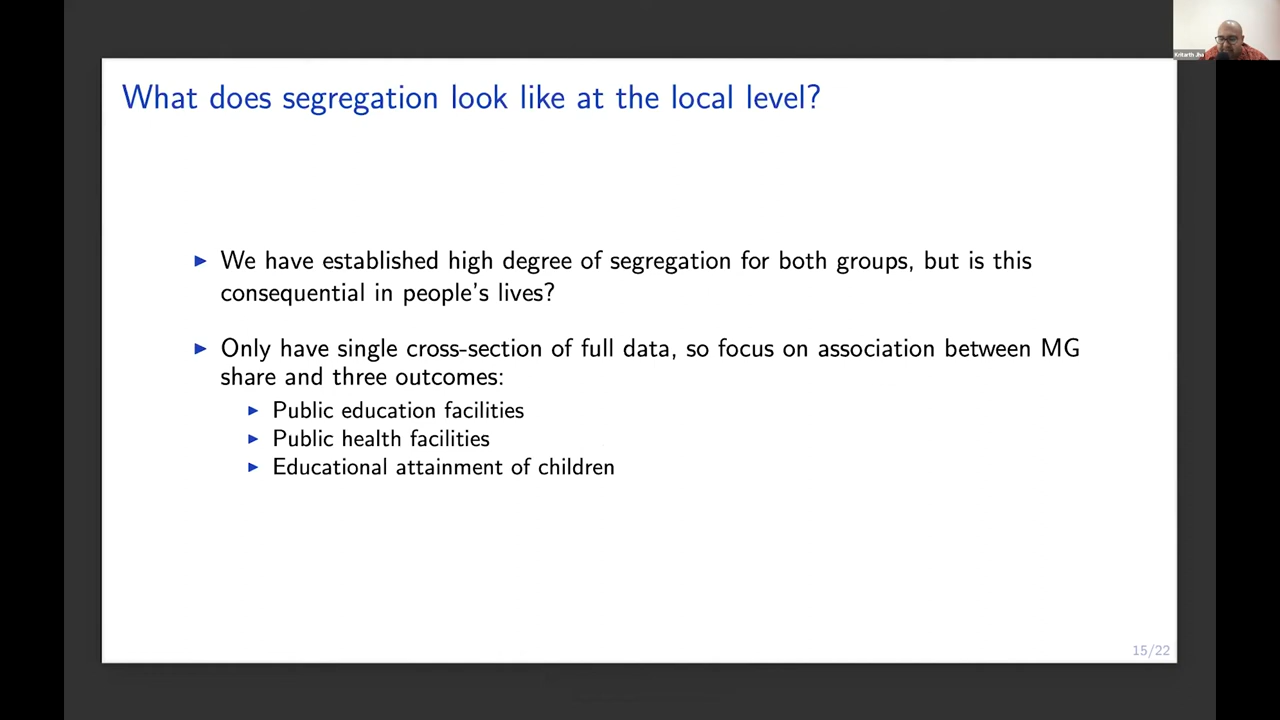 Kritarth Jha
What does segregation look like at the local level?
▶ We have established high degree of segregation for both groups, but is this
consequential in people's lives?
▶ Only have single cross-section of full data, so focus on association between MG
share and three outcomes:
▶ Public education facilities
▶ Public health facilities
▶ Educational attainment of children
15/22